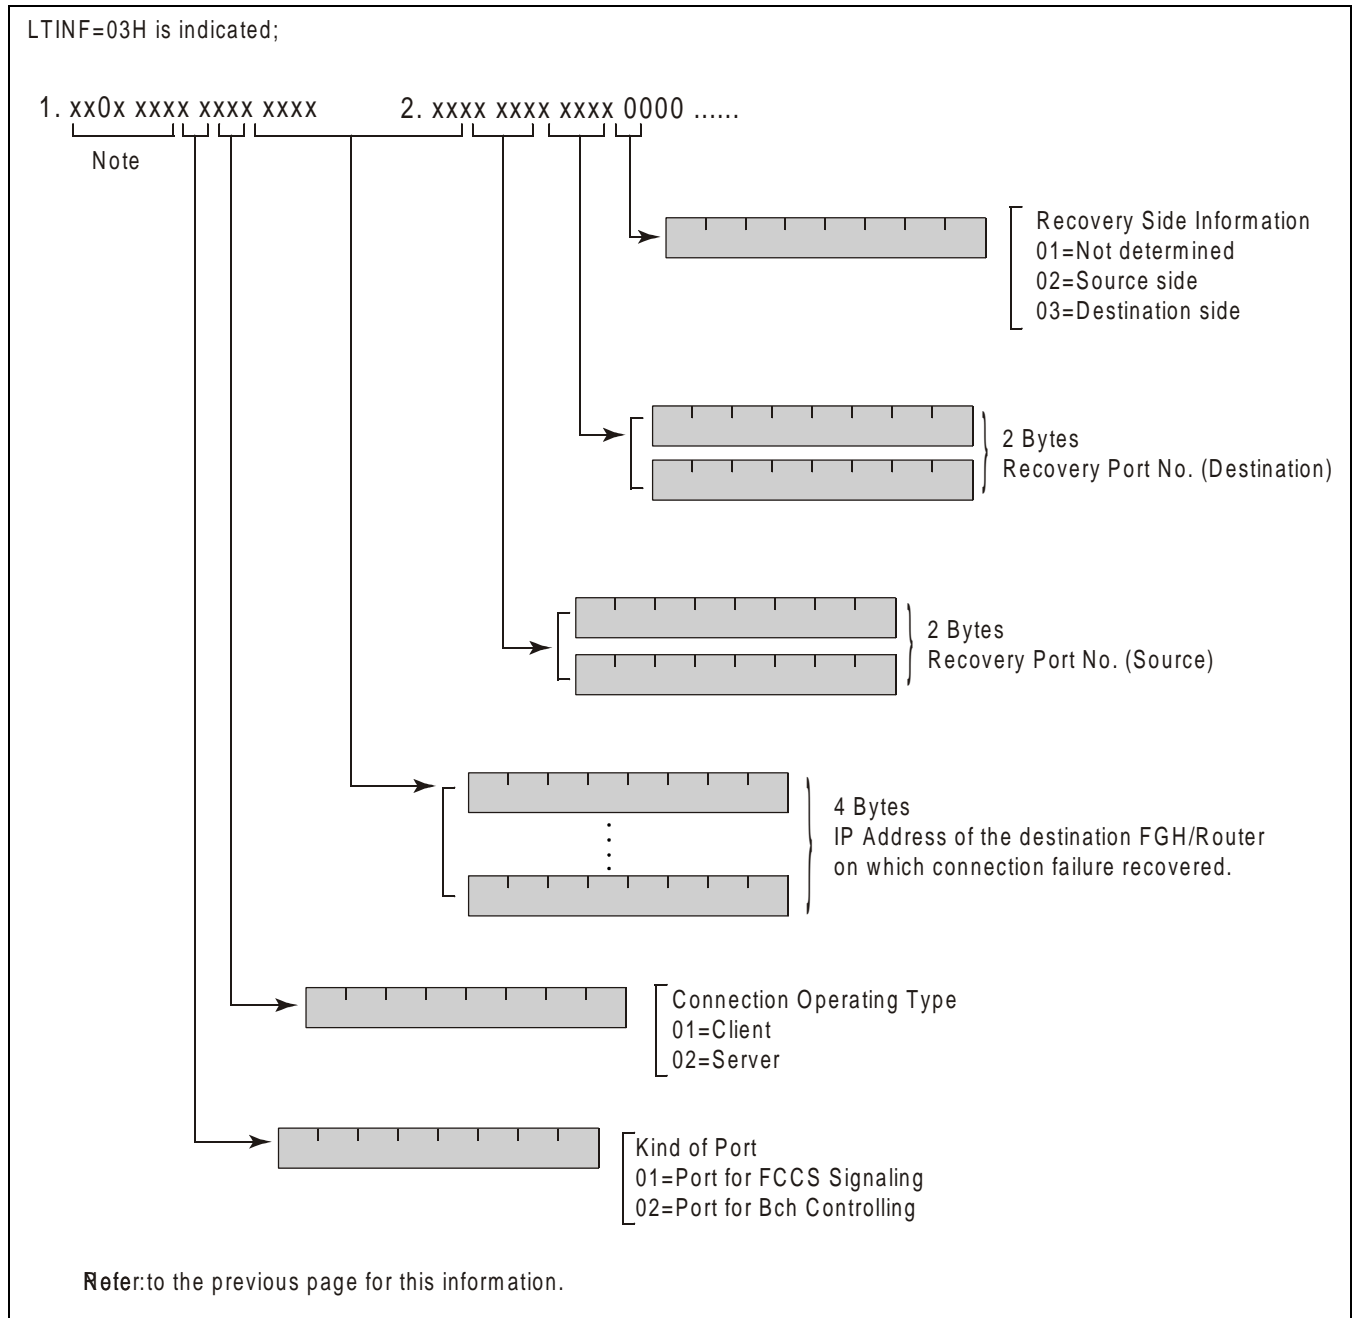 LTINF=03H is indicated;
1. xx0x xxxx xxxx xxxx 2. xxxx xxxx xxxx 0000 ......
Note
Recovery Side Information
01=Not determined
02=Source side
03=Destination side
2 Bytes
Recovery Port No. (Destination)
2 Bytes
Recovery Port No. (Source)
4 Bytes
IP Address of the destination FGH/Router
on which connection failure recovered.
Connection Operating Type
01=Client
02=Server
Kind of Port
01=Port for FCCS Signaling
02=Port for Bch Controlling
to the previous page for this information.